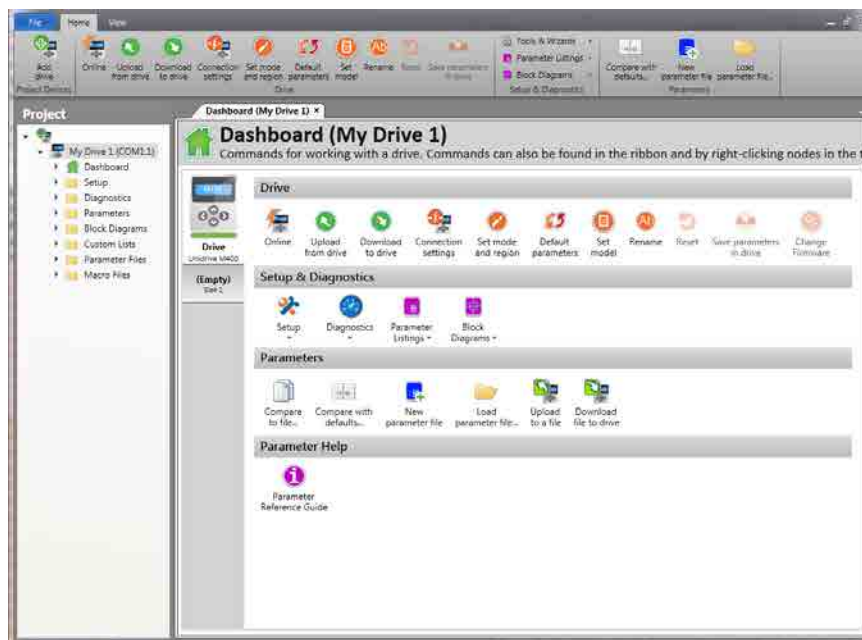 File
Home
View
Add drive
Online
Upload from drive
Download to drive
Connection settings
Set mode and region
Default parameters
Set model
Rename
Reset
Save parameters in drive
Tools & Wizards
Parameter Listings
Block Diagrams
Compare with defaults...
New parameter file
Load parameter file...
Project Devices
Drive
Setup & Diagnostics
Parameters
Project
Dashboard (My Drive 1) ×
My Drive 1 (COM1:1)
Dashboard
Setup
Diagnostics
Parameters
Block Diagrams
Custom Lists
Parameter Files
Macro Files
Dashboard (My Drive 1)
Commands for working with a drive. Commands can also be found in the ribbon and by right-clicking nodes in the
Drive
Unidrive M400
(Empty)
Drive
Online
Upload from drive
Download to drive
Connection settings
Set mode and region
Default parameters
Set model
Rename
Reset
Save parameters in drive
Change Firmware
Setup & Diagnostics
Setup
Diagnostics
Parameter Listings
Block Diagrams
Parameters
Compare to file...
Compare with defaults...
New parameter file
Load parameter file...
Upload to a file
Download file to drive
Parameter Help
Parameter Reference Guide